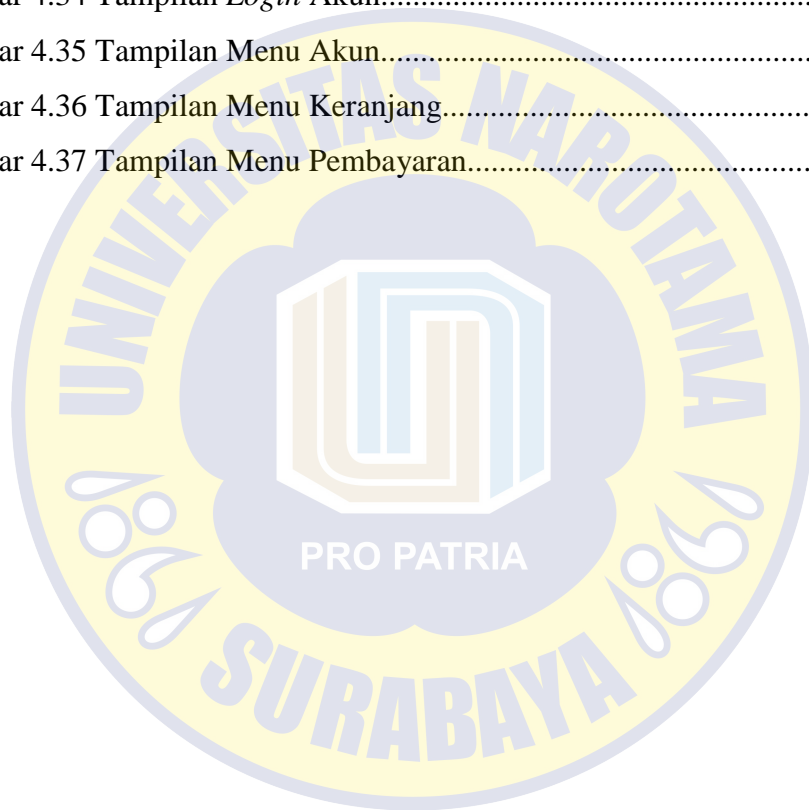 ar 4.34 Tampilan Login Akun...............................................................
ar 4.35 Tampilan Menu Akun...............................................................
ar 4.36 Tampilan Menu Keranjang.......................................................
ar 4.37 Tampilan Menu Pembayaran....................................................
UNIVERSITAS NAROTAMA
PRO PATRIA
SURABAYA